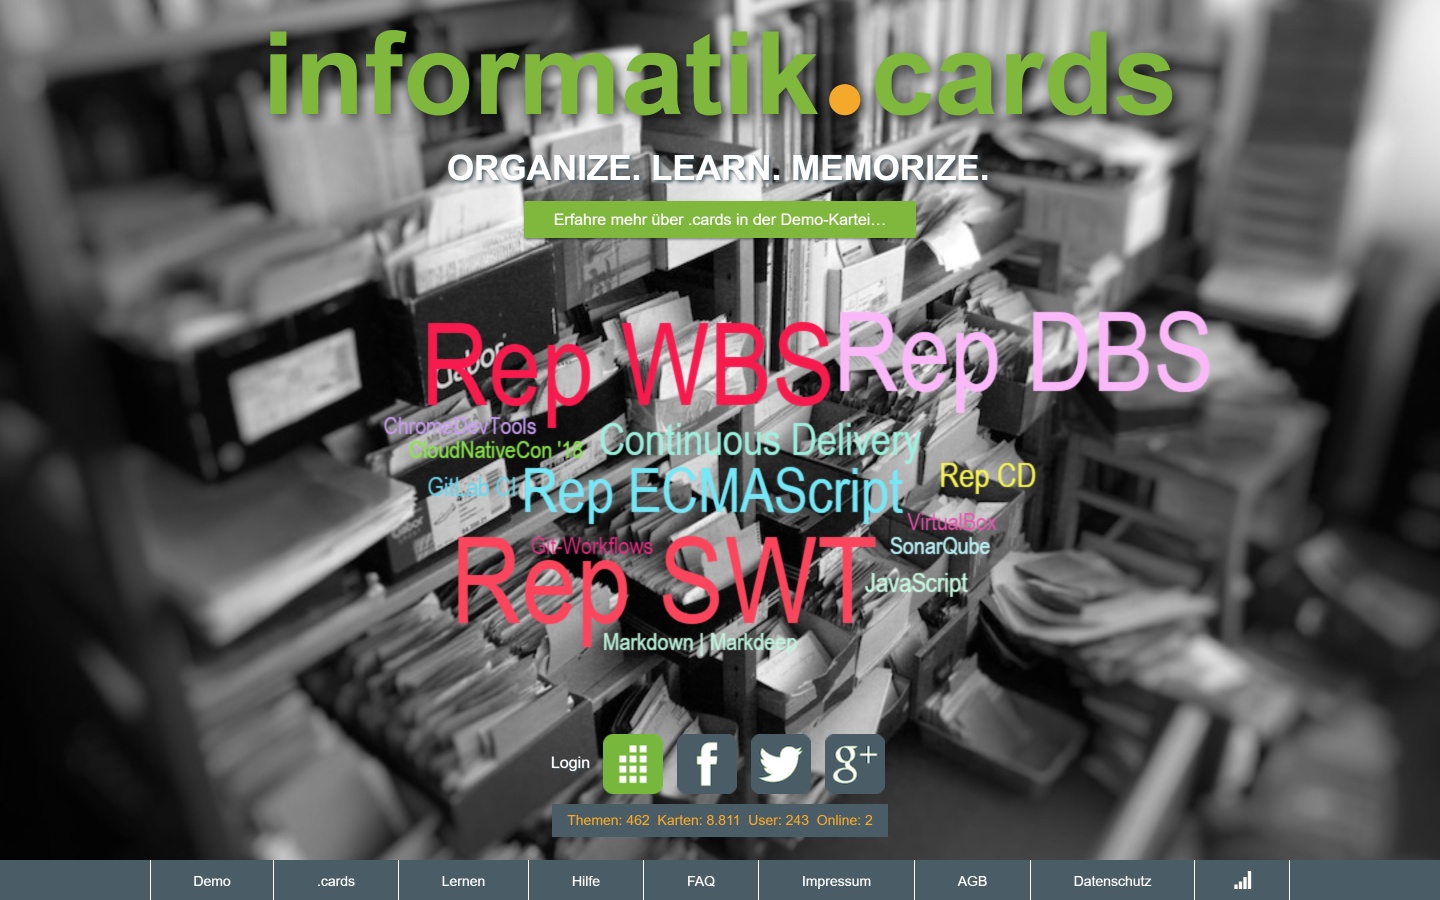 informatik.cards
ORGANIZE. LEARN. MEMORIZE.
Erfahre mehr über .cards in der Demo-Kartei…
Rep WBS
Rep DBS
ChromeDevTools
CloudNativeCon '18
Continuous Delivery
GitLab CI
Rep ECMAScript
Rep CD
VirtualBox
Git-Workflows
SonarQube
Rep SWT
JavaScript
Markdown | Markdeep
Login
f
g+
Themen: 462 Karten: 8.811 User: 243 Online: 2
Demo
.cards
Lernen
Hilfe
FAQ
Impressum
AGB
Datenschutz